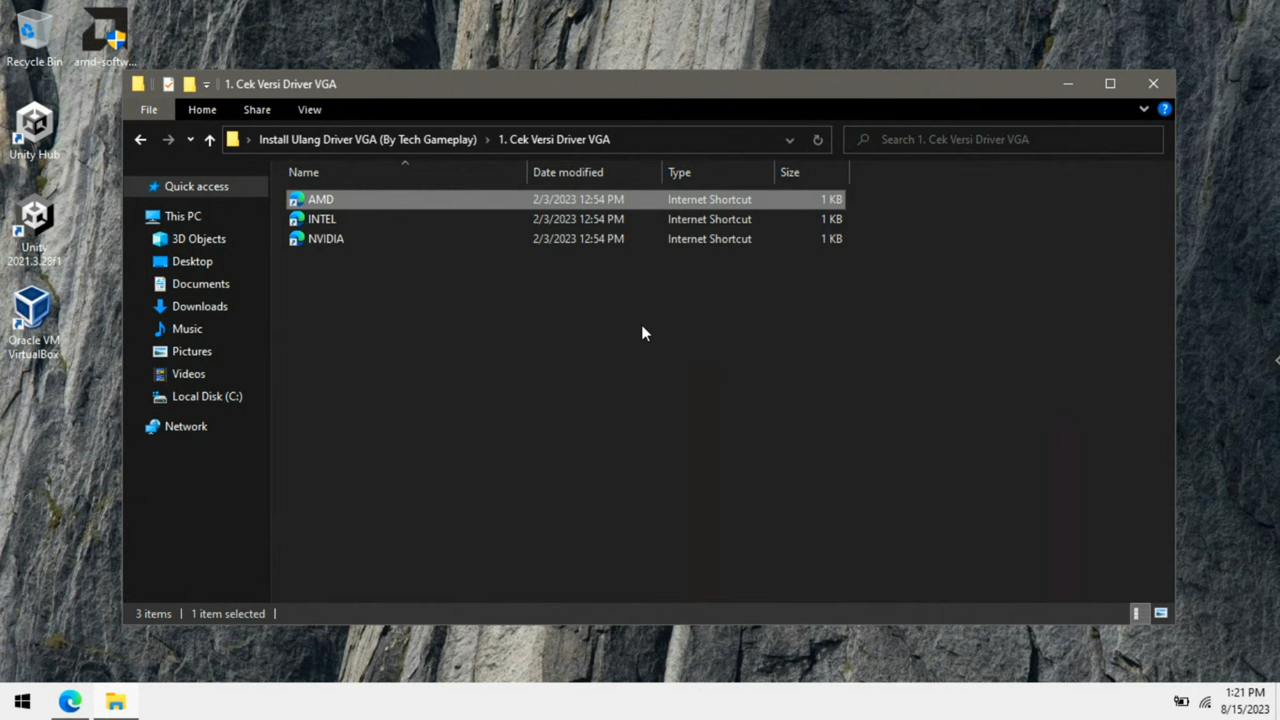 Recycle Bin
amd-softw...
Unity Hub
Unity
2021.3.28f1
Oracle VM
VirtualBox
1. Cek Versi Driver VGA
File Home Share View
Install Ulang Driver VGA (By Tech Gameplay) > 1. Cek Versi Driver VGA
Search 1. Cek Versi Driver VGA
Name Date modified Type Size
AMD 2/3/2023 12:54 PM Internet Shortcut 1 KB
INTEL 2/3/2023 12:54 PM Internet Shortcut 1 KB
NVIDIA 2/3/2023 12:54 PM Internet Shortcut 1 KB
Quick access
This PC
3D Objects
Desktop
Documents
Downloads
Music
Pictures
Videos
Local Disk (C:)
Network
3 items 1 item selected
1:21 PM
8/15/2023